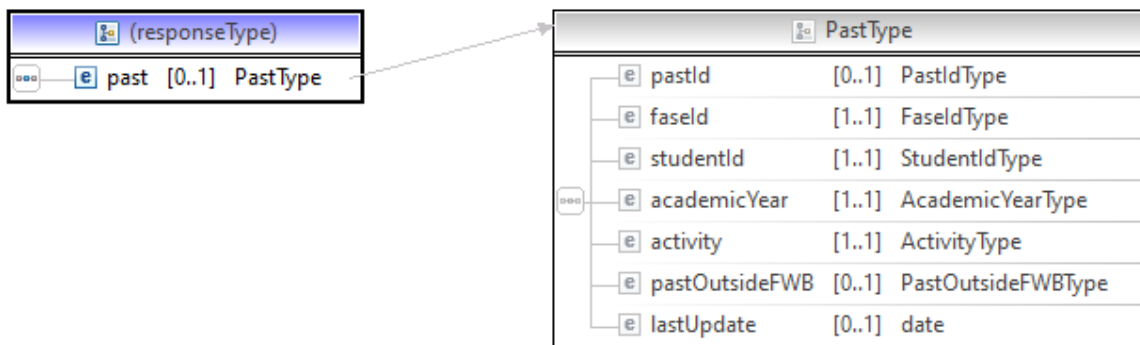 (responseType)
e past [0..1] PastType
PastType
e pastId [0..1] PastIdType
e faseId [1..1] FaseIdType
e studentId [1..1] StudentIdType
e academicYear [1..1] AcademicYearType
e activity [1..1] ActivityType
e pastOutsideFWB [0..1] PastOutsideFWBType
e lastUpdate [0..1] date